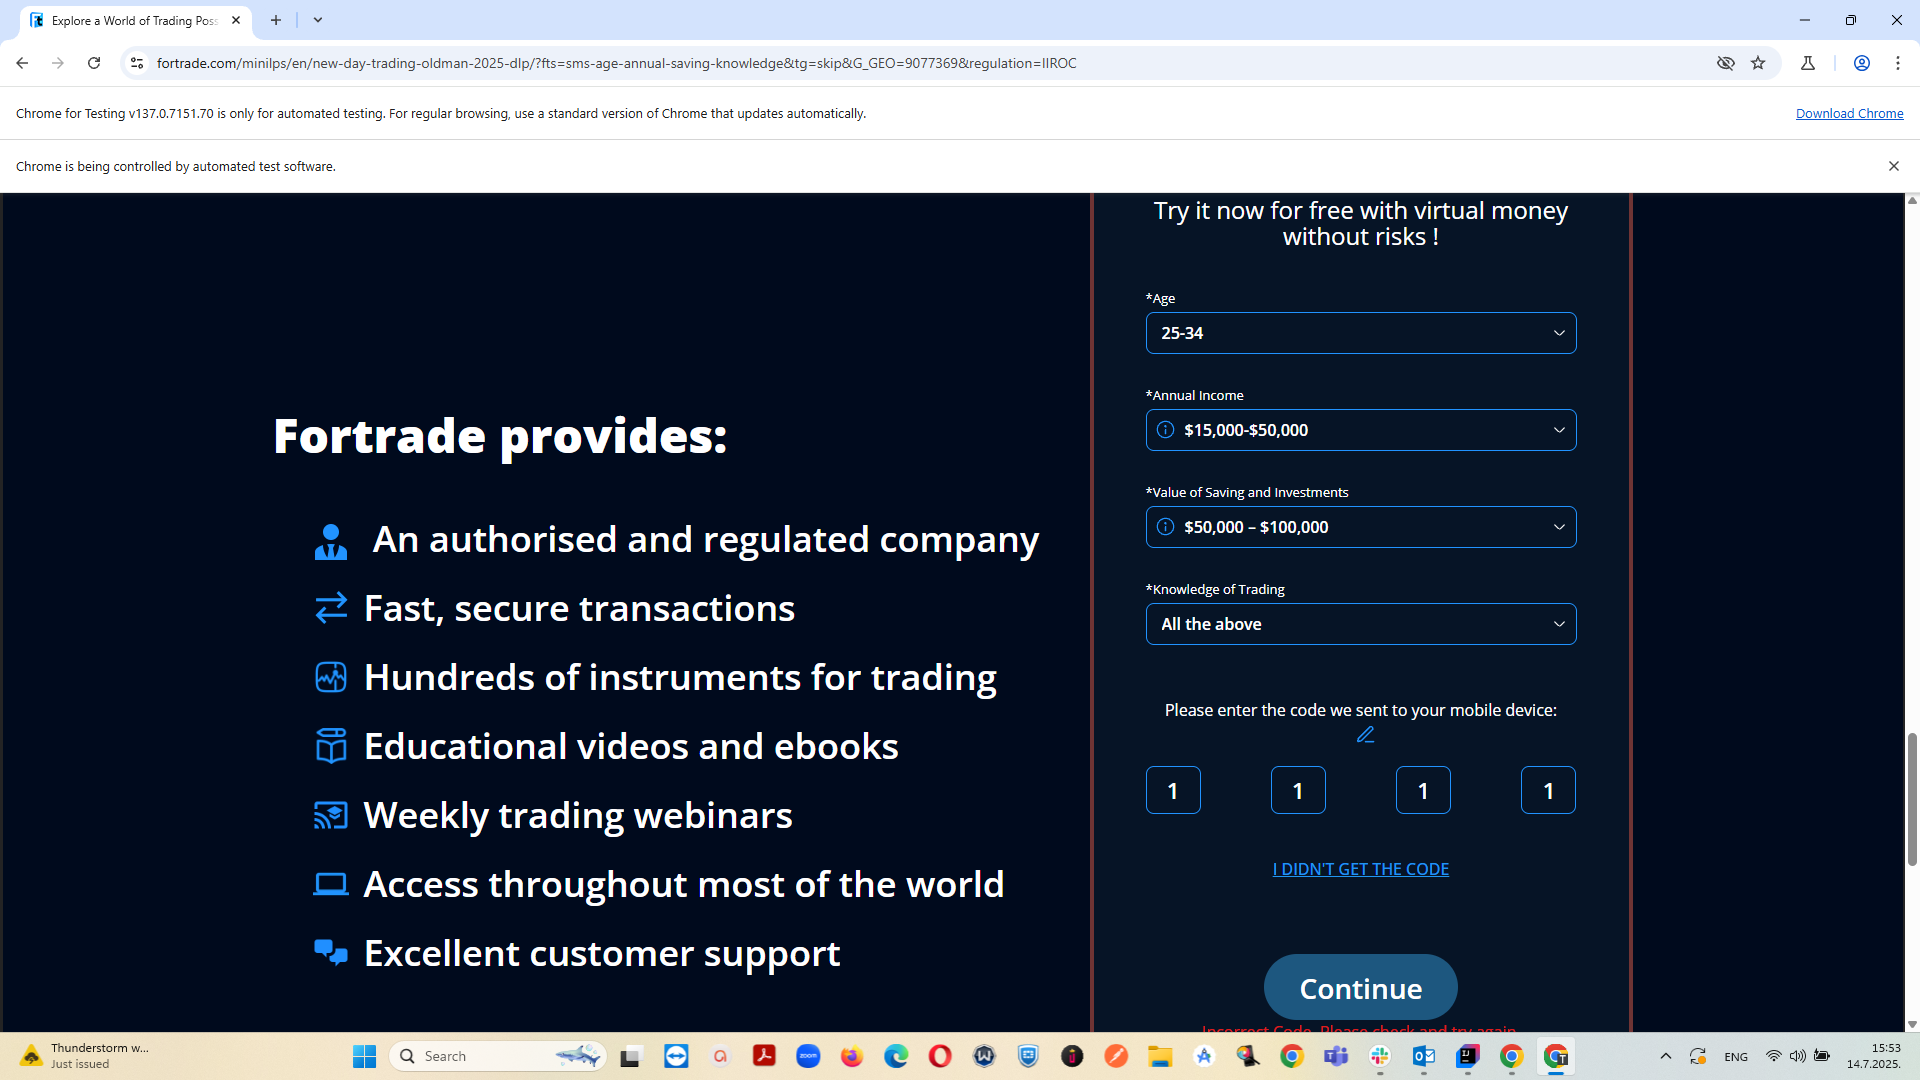 Explore a World of Trading Poss
fortrade.com/minilps/en/new-day-trading-oldman-2025-dlp/?fts=sms-age-annual-saving-knowledge&tg=skip&G_GEO=9077369&regulation=IIROC
Chrome for Testing v137.0.7151.70 is only for automated testing. For regular browsing, use a standard version of Chrome that updates automatically.
Download Chrome
Chrome is being controlled by automated test software.
Fortrade provides:
An authorised and regulated company
Fast, secure transactions
Hundreds of instruments for trading
Educational videos and ebooks
Weekly trading webinars
Access throughout most of the world
Excellent customer support
Try it now for free with virtual money
without risks !
*Age
25-34
*Annual Income
$15,000-$50,000
*Value of Saving and Investments
$50,000 – $100,000
*Knowledge of Trading
All the above
Please enter the code we sent to your mobile device:
1 1 1 1
I DIDN'T GET THE CODE
Continue
Incorrect Code. Please check and try again
Thunderstorm w...
Just issued
Search
zoom
ENG
15:53
14.7.2025.